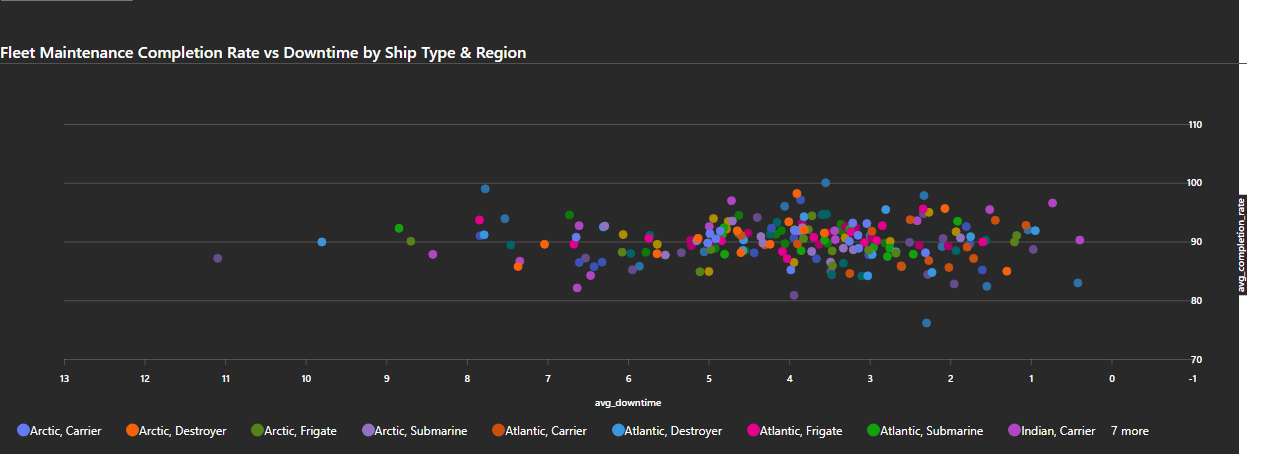 Fleet Maintenance Completion Rate vs Downtime by Ship Type & Region
110
100
90
80
70
avg_completion_rate
13 12 11 10 9 8 7 6 5 4 3 2 1 0 -1
avg_downtime
Arctic, Carrier Arctic, Destroyer Arctic, Frigate Arctic, Submarine Atlantic, Carrier Atlantic, Destroyer Atlantic, Frigate Atlantic, Submarine Indian, Carrier 7 more